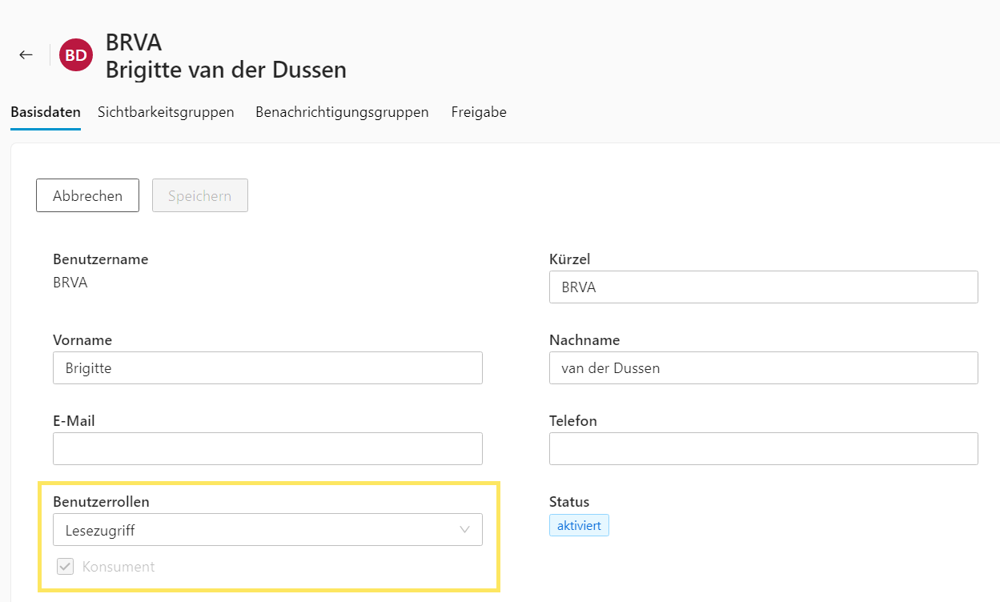 BD
BRVA
Brigitte van der Dussen
Basisdaten Sichtbarkeitsgruppen Benachrichtigungsgruppen Freigabe
Abbrechen Speichern
Benutzername Kürzel
BRVA BRVA
Vorname Nachname
Brigitte van der Dussen
E-Mail Telefon
Benutzerrollen Status
Lesezugriff aktiviert
Konsument